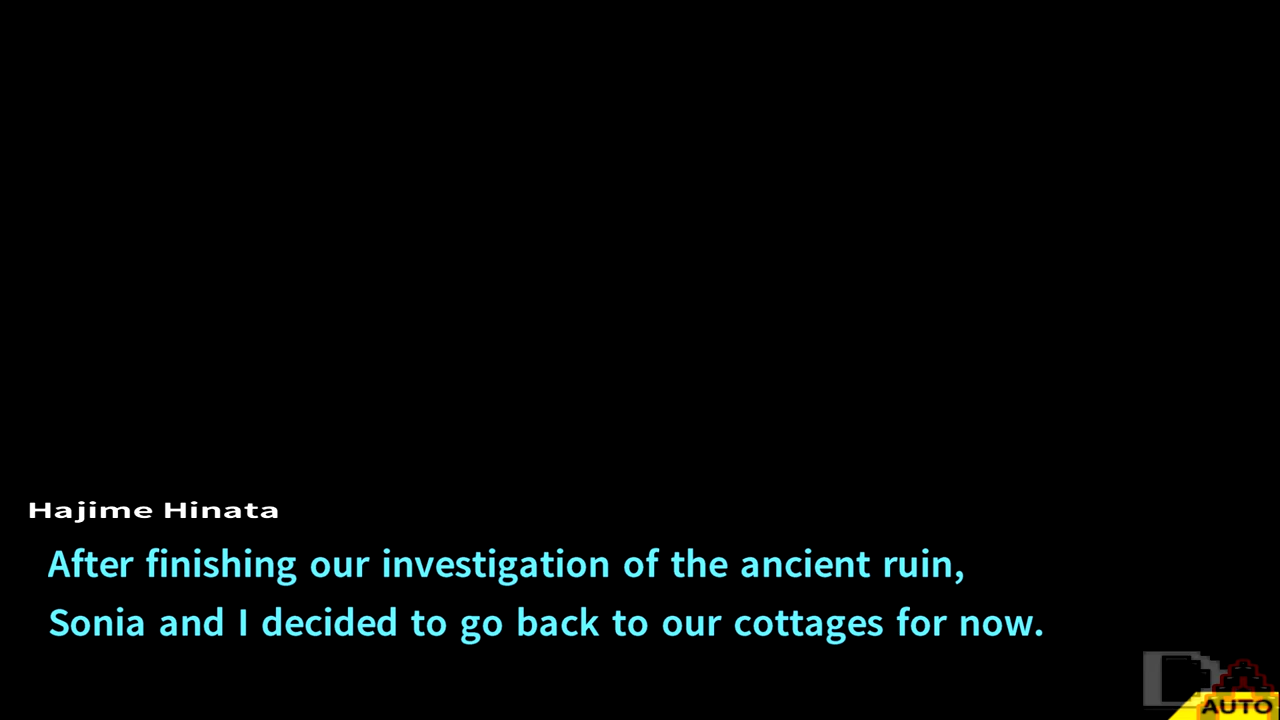 Hajime Hinata
After finishing our investigation of the ancient ruin,
Sonia and I decided to go back to our cottages for now.
AUTO